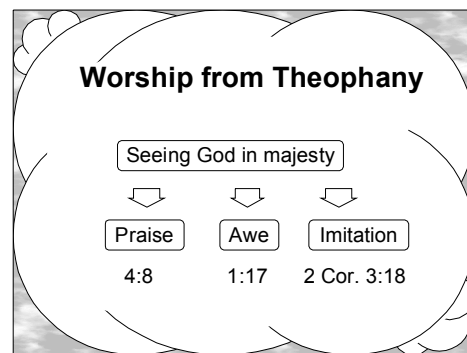 Worship from Theophany
Seeing God in majesty
Praise Awe Imitation
4:8 1:17 2 Cor. 3:18